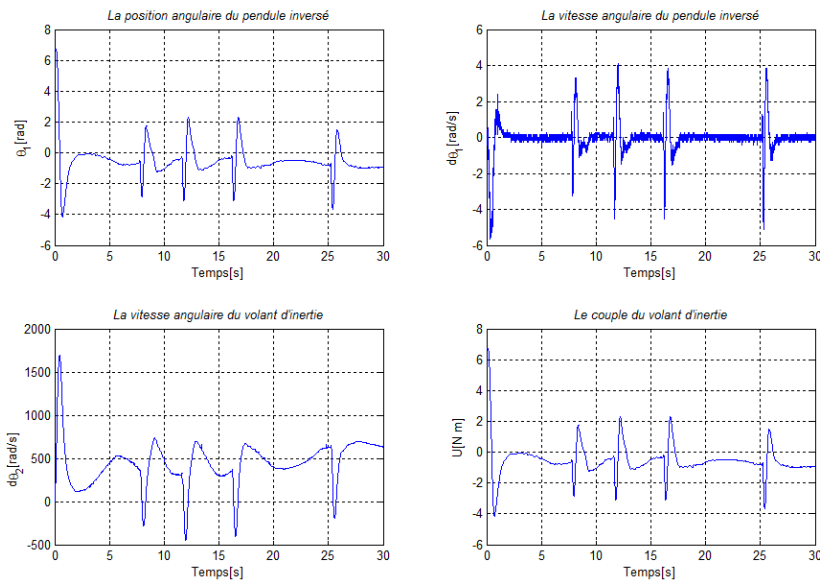 La position angulaire du pendule inversé
8
6
4
2
0
-2
-4
-6
θ1[rad]
0 5 10 15 20 25 30
Temps[s]
La vitesse angulaire du pendule inversé
6
4
2
0
-2
-4
-6
dθ1[rad/s]
0 5 10 15 20 25 30
Temps[s]
La vitesse angulaire du volant d'inertie
2000
1500
1000
500
0
-500
dθ2[rad/s]
0 5 10 15 20 25 30
Temps[s]
Le couple du volant d'inertie
8
6
4
2
0
-2
-4
-6
U[N m]
0 5 10 15 20 25 30
Temps[s]